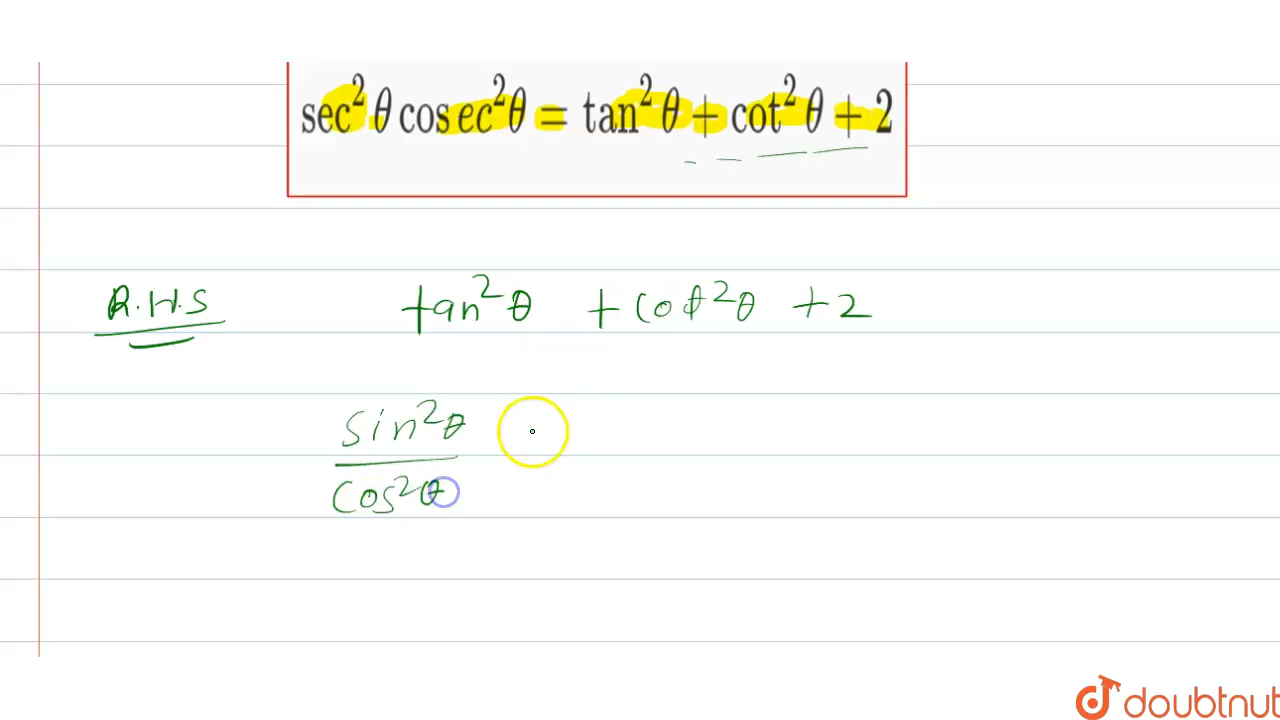 sec²θ cosec²θ = tan²θ + cot²θ + 2
R.H.S tan²θ + cot²θ + 2
sin²θ
cos²θ
doubtnut